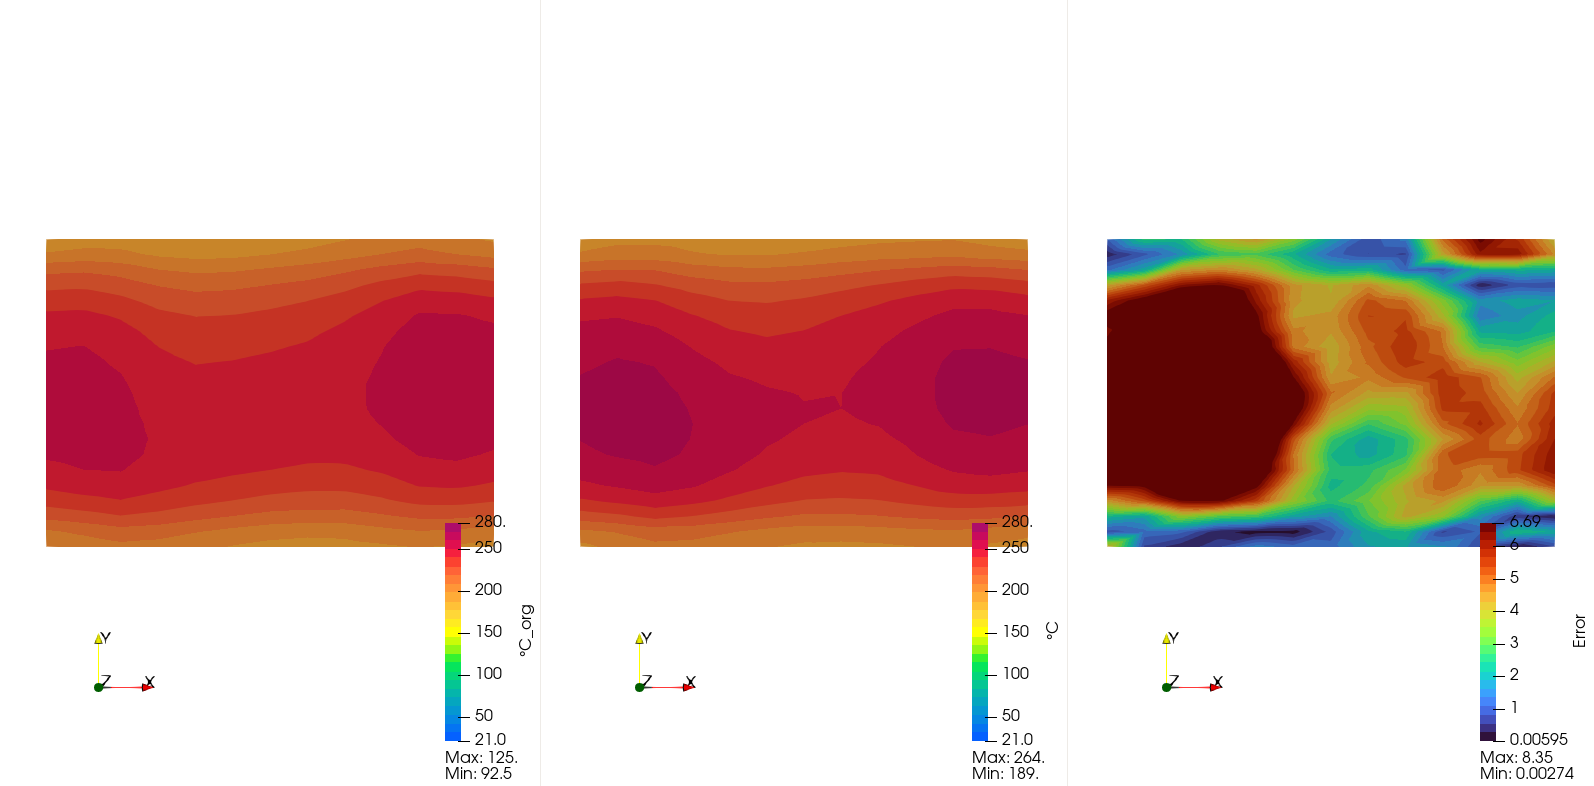 280.
250
200
150
100
50
21.0
°C_org
Max: 125.
Min: 92.5
Y
Z
X
280.
250
200
150
100
50
21.0
°C
Max: 264.
Min: 189.
Y
Z
X
6.69
6
5
4
3
2
1
0.00595
Error
Max: 8.35
Min: 0.00274
Y
Z
X